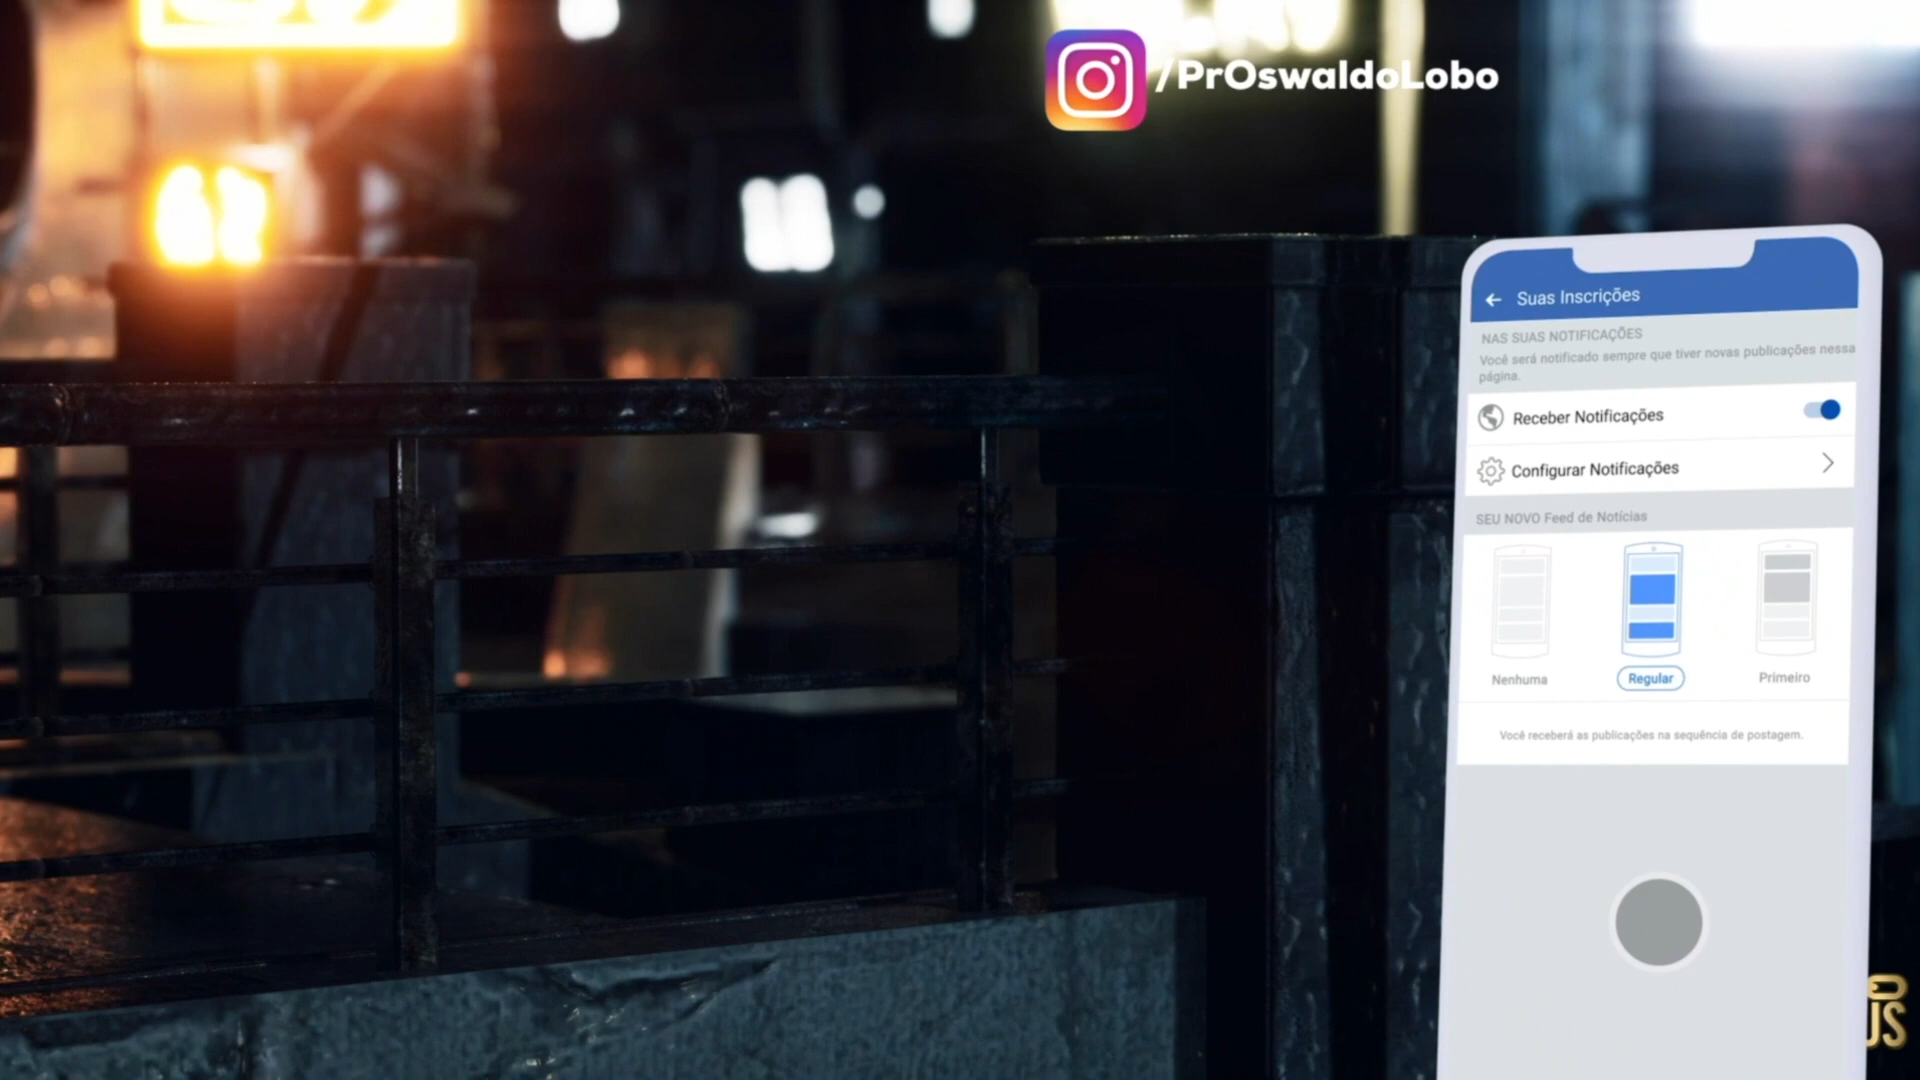 /PrOswaldoLobo
Suas Inscrições
NAS SUAS NOTIFICAÇÕES
Você será notificado sempre que tiver novas publicações nessa
página.
Receber Notificações
Configurar Notificações
SEU NOVO Feed de Notícias
Nenhuma
Regular
Primeiro
Você receberá as publicações na sequência de postagem.